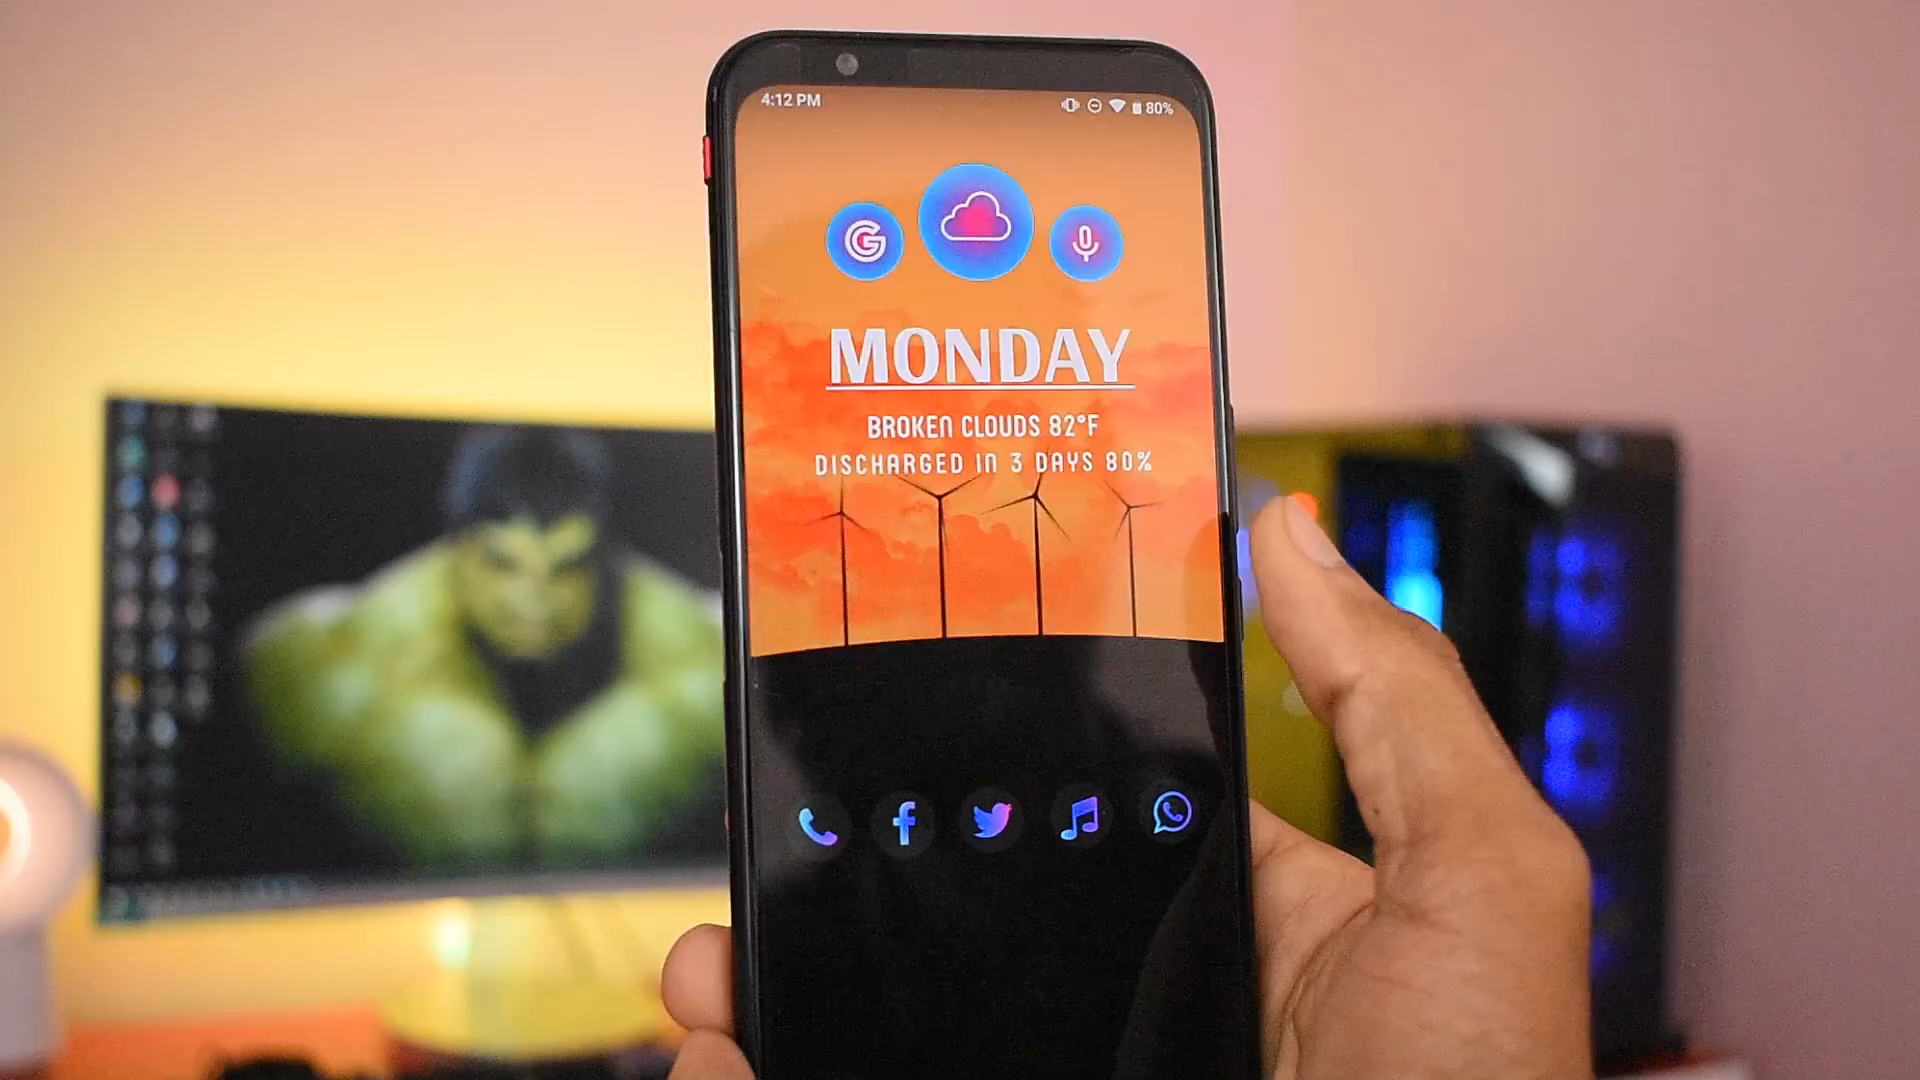 4:12 PM 80%
MONDAY
BROKEN CLOUDS 82°F
DISCHARGED IN 3 DAYS 80%